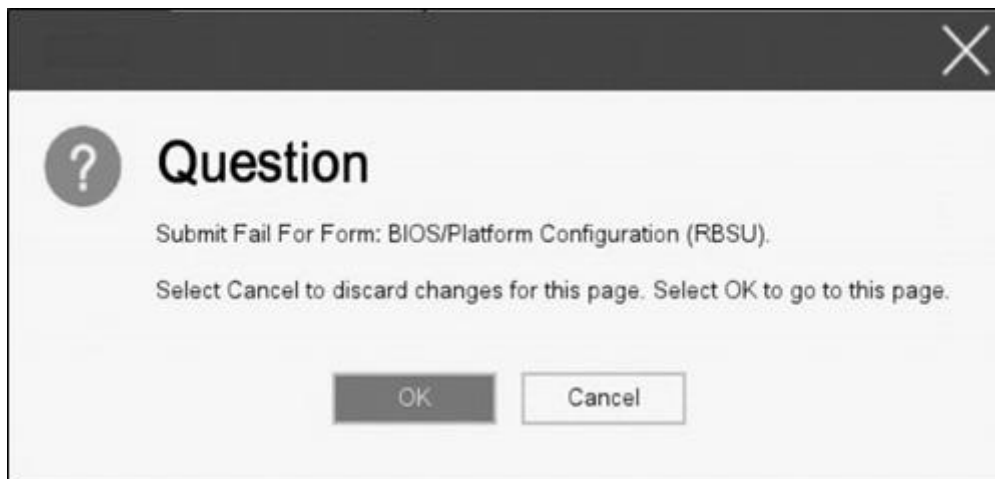 Question
Submit Fail For Form: BIOS/Platform Configuration (RBSU).
Select Cancel to discard changes for this page. Select OK to go to this page.
OK
Cancel